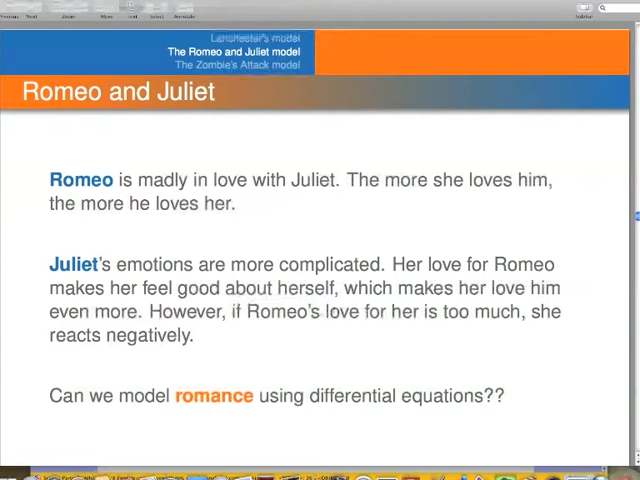 Lanchester's model
The Romeo and Juliet model
The Zombie's Attack model
Romeo and Juliet
Romeo is madly in love with Juliet. The more she loves him,
the more he loves her.
Juliet's emotions are more complicated. Her love for Romeo
makes her feel good about herself, which makes her love him
even more. However, if Romeo's love for her is too much, she
reacts negatively.
Can we model romance using differential equations??